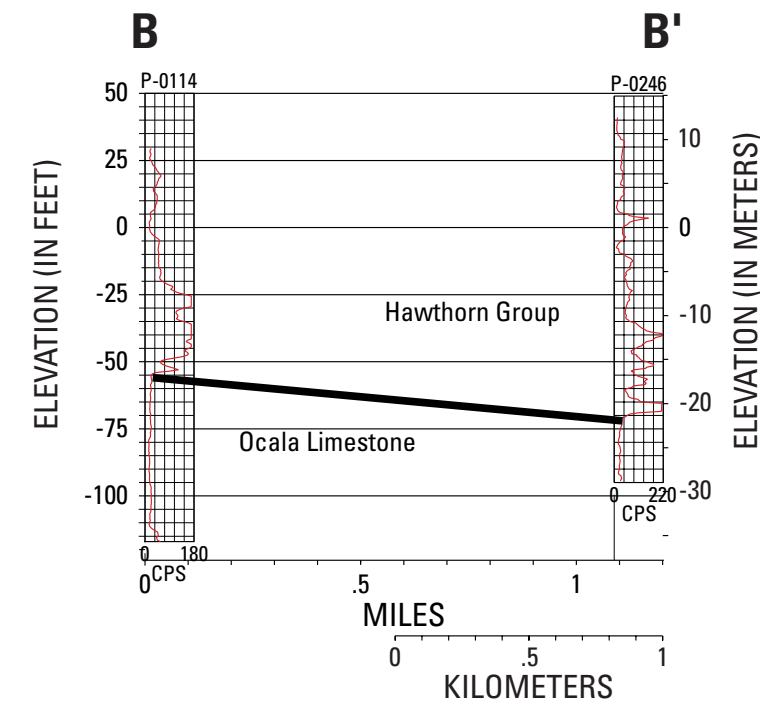 B B'
P-0114 P-0246
ELEVATION (IN FEET)
50
25
0
-25
-50
-75
-100
Hawthorn Group
Ocala Limestone
10
0
-10
-20
-30
ELEVATION (IN METERS)
0 180
CPS
0 220
CPS
0 .5 1
MILES
0 .5 1
KILOMETERS